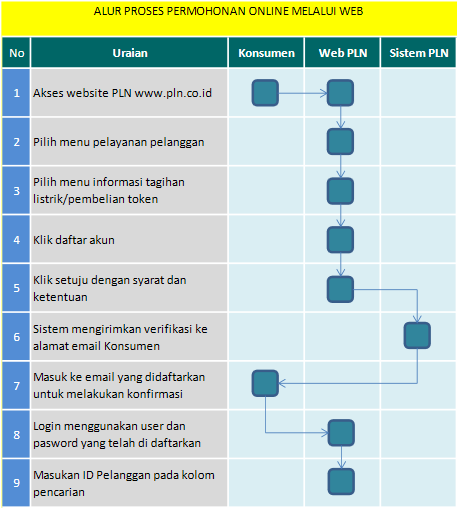 ALUR PROSES PERMOHONAN ONLINE MELALUI WEB
No Uraian Konsumen Web PLN Sistem PLN
1 Akses website PLN www.pln.co.id
2 Pilih menu pelayanan pelanggan
3 Pilih menu informasi tagihan
listrik/pembelian token
4 Klik daftar akun
5 Klik setuju dengan syarat dan
ketentuan
6 Sistem mengirimkan verifikasi ke
alamat email Konsumen
7 Masuk ke email yang didaftarkan
untuk melakukan konfirmasi
8 Login menggunakan user dan
pasword yang telah di daftarkan
9 Masukan ID Pelanggan pada kolom
pencarian